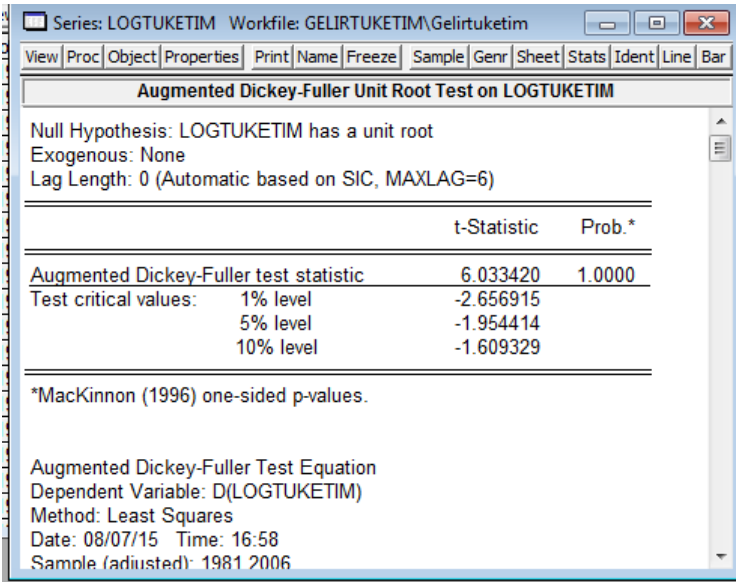 Series: LOGTUKETIM Workfile: GELIRTUKETIM\Gelirtuketim
View Proc Object Properties Print Name Freeze Sample Genr Sheet Stats Ident Line Bar
Augmented Dickey-Fuller Unit Root Test on LOGTUKETIM
Null Hypothesis: LOGTUKETIM has a unit root
Exogenous: None
Lag Length: 0 (Automatic based on SIC, MAXLAG=6)
t-Statistic Prob.*
Augmented Dickey-Fuller test statistic 6.033420 1.0000
Test critical values: 1% level -2.656915
5% level -1.954414
10% level -1.609329
*MacKinnon (1996) one-sided p-values.
Augmented Dickey-Fuller Test Equation
Dependent Variable: D(LOGTUKETIM)
Method: Least Squares
Date: 08/07/15 Time: 16:58
Sample (adjusted): 1981 2006